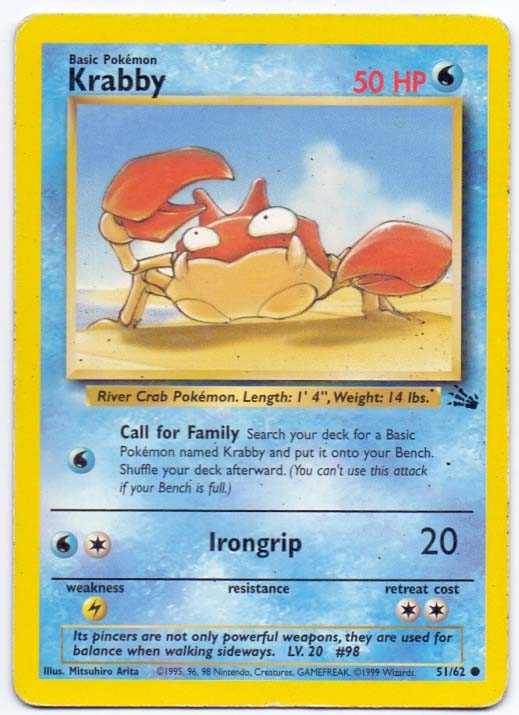 Basic Pokémon
Krabby
50 HP
River Crab Pokémon. Length: 1' 4", Weight: 14 lbs.
Call for Family Search your deck for a Basic
Pokémon named Krabby and put it onto your Bench.
Shuffle your deck afterward. (You can't use this attack
if your Bench is full.)
Irongrip 20
weakness resistance retreat cost
Its pincers are not only powerful weapons, they are used for
balance when walking sideways. LV. 20 #98
Illus. Mitsuhiro Arita ©1995, 96, 98 Nintendo, Creatures, GAMEFREAK. ©1999 Wizards. 51/62